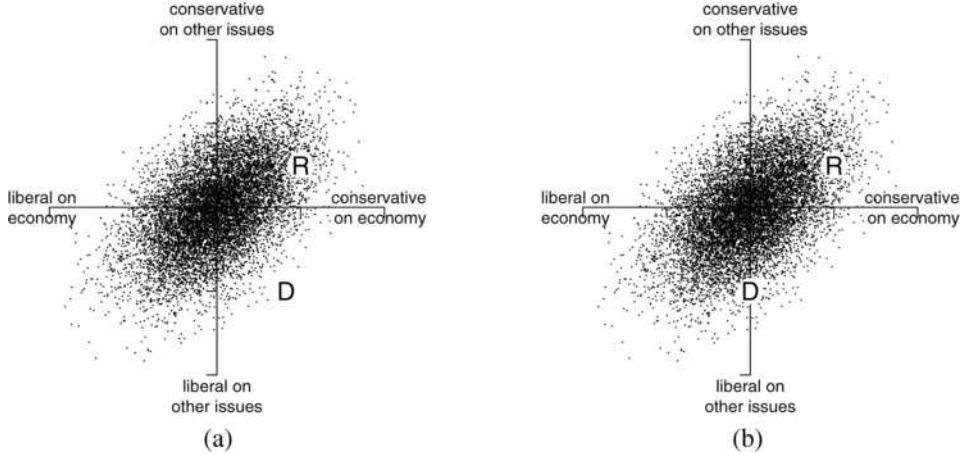 conservative
on other issues
R
liberal on
economy
conservative
on economy
D
liberal on
other issues
(a)
conservative
on other issues
R
liberal on
economy
conservative
on economy
D
liberal on
other issues
(b)